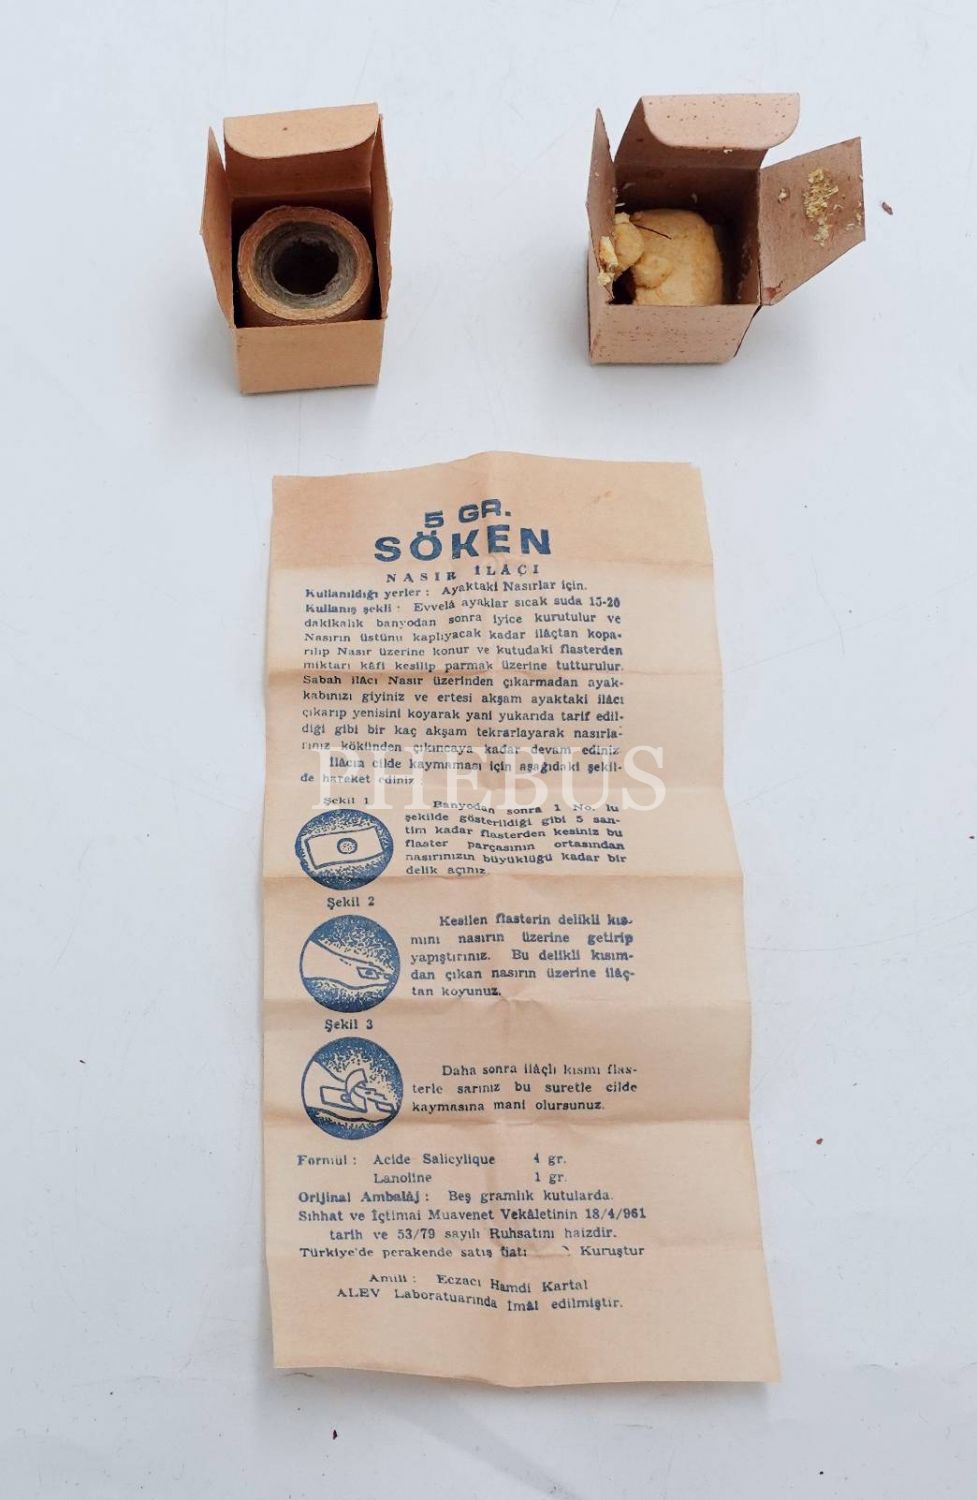 5 GR.
SÖKEN
NASIR İLÂCI
Kullanıldığı yerler : Ayaktaki Nasırlar için.
Kullanış şekli : Evvelâ ayaklar sıcak suda 15-20
dakikalık banyodan sonra iyice kurutulur ve
Nasırın üstünü kaplıyacak kadar ilâçtan kopa-
rılıp Nasır üzerine konur ve kutudaki flasterden
miktarı kâfi kesilip parmak üzerine tutturulur.
Sabah ilâcı Nasır üzerinden çıkarmadan ayak-
kabınızı giyiniz ve ertesi akşam ayaktaki ilâcı
çıkarıp yenisini koyarak yani yukarıda tarif edil-
diği gibi bir kaç akşam tekrarlayarak nasırla-
rınız kökünden çıkıncaya kadar devam ediniz
İlâcın cilde kaymaması için aşağıdaki şekil-
de hareket ediniz :
PHEBUS
Şekil 1
Banyodan sonra 1 No. lu
şekilde gösterildiği gibi 5 san-
tim kadar flasterden kesiniz bu
flaster parçasının ortasından
nasırınızın büyüklüğü kadar bir
delik açınız.
Şekil 2
Kesilen flasterin delikli kıs-
mını nasırın üzerine getirip
yapıştırınız. Bu delikli kısım-
dan çıkan nasırın üzerine ilâç-
tan koyunuz.
Şekil 3
Daha sonra ilâçlı kısmı flas-
terle sarınız bu suretle cilde
kaymasına mani olursunuz.
Formül : Acide Salicylique 4 gr.
Lanoline 1 gr.
Orijinal Ambalâj : Beş gramlık kutularda.
Sıhhat ve İçtimai Muavenet Vekâletinin 18/4/961
tarih ve 53/79 sayılı Ruhsatını haizdir.
Türkiye'de perakende satış fiatı Kuruştur
Amili : Eczacı Hamdi Kartal
ALEV Laboratuarında İmâl edilmiştir.